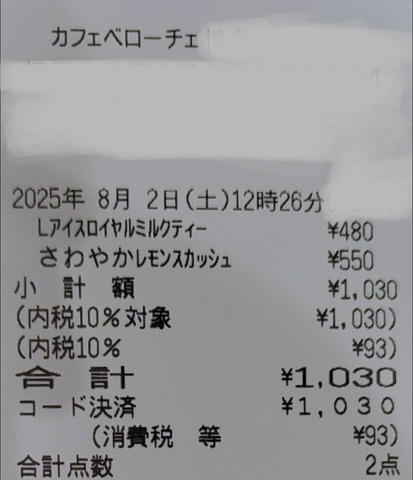 カフェベローチェ
2025年 8月 2日(土)12時26分
Lｱｲｽﾛｲﾔﾙﾐﾙｸﾃｨｰ ¥480
さわやかﾚﾓﾝｽｶｯｼｭ ¥550
小 計 額 ¥1,030
(内税10%対象 ¥1,030)
(内税10% ¥93)
合 計 ¥1,030
コード決済 ¥1,030
(消費税 等 ¥93)
合計点数 2点